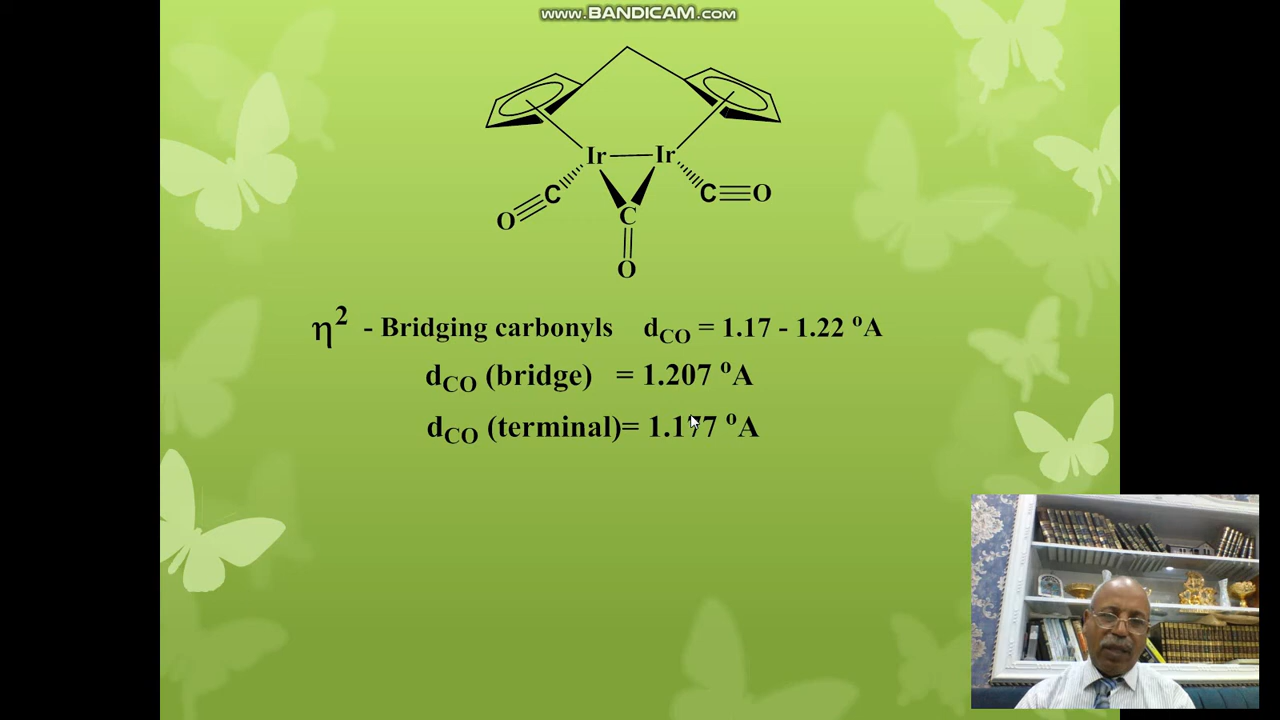 www.BANDICAM.com
Ir Ir
C C≡O
O≡
C
O
η² - Bridging carbonyls dCO = 1.17 - 1.22 ºA
dCO (bridge) = 1.207 ºA
dCO (terminal)= 1.177 ºA